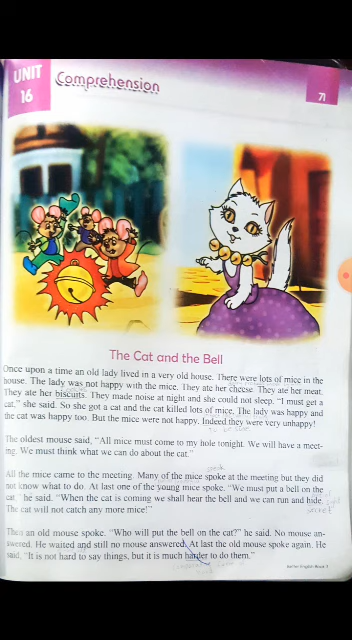 UNIT
16
Comprehension
71
The Cat and the Bell
Once upon a time an old lady lived in a very old house. There were lots of mice in the
house. The lady was not happy with the mice. They ate her cheese. They ate her meat.
They ate her biscuits. They made noise at night and she could not sleep. "I must get a
cat," she said. So she got a cat and the cat killed lots of mice. The lady was happy and
the cat was happy too. But the mice were not happy. Indeed they were very unhappy!
The oldest mouse said, "All mice must come to my hole tonight. We will have a meet-
ing. We must think what we can do about the cat."
All the mice came to the meeting. Many of the mice spoke at the meeting but they did
not know what to do. At last one of the young mice spoke. "We must put a bell on the
cat" he said. "When the cat is coming we shall hear the bell and we can run and hide.
The cat will not catch any more mice!"
Then an old mouse spoke. "Who will put the bell on the cat?" he said. No mouse an-
swered. He waited and still no mouse answered. At last the old mouse spoke again. He
said, "It is not hard to say things, but it is much harder to do them."